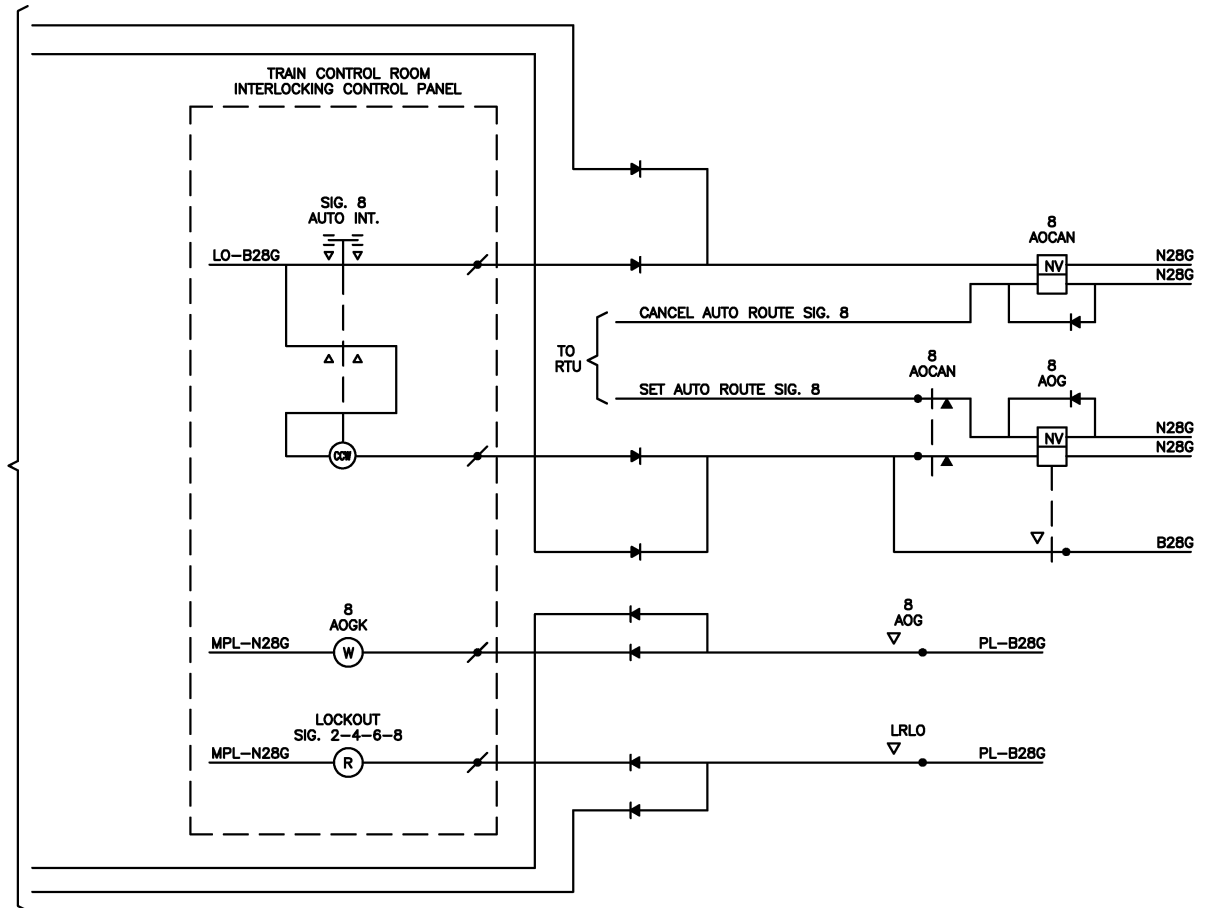 TRAIN CONTROL ROOM
INTERLOCKING CONTROL PANEL
SIG. 8
AUTO INT.
LO-B28G
8
AOCAN
NV
N28G
N28G
CANCEL AUTO ROUTE SIG. 8
TO
RTU
SET AUTO ROUTE SIG. 8
8
AOCAN
8
AOG
NV
N28G
N28G
CCW
B28G
8
AOGK
MPL-N28G
W
8
AOG
PL-B28G
LOCKOUT
SIG. 2-4-6-8
MPL-N28G
R
LRLO
PL-B28G